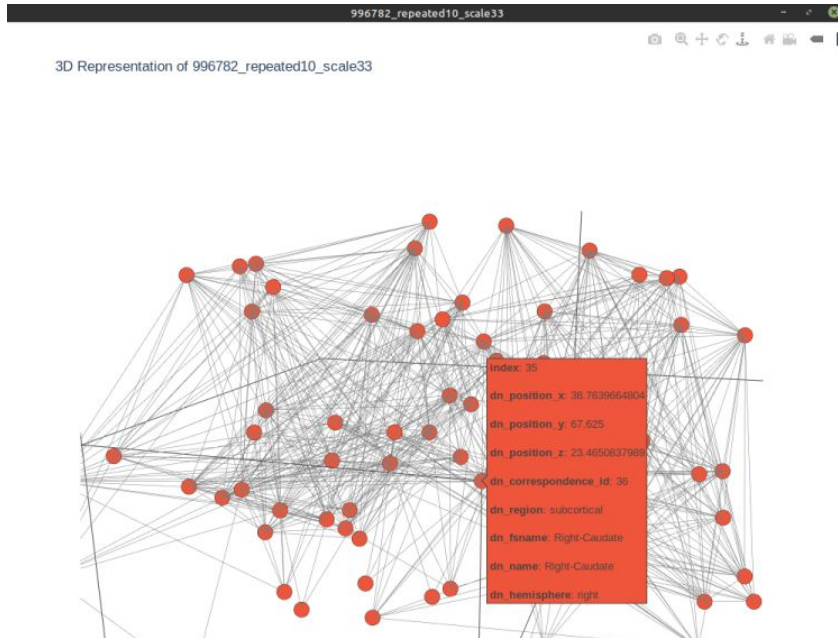 996782_repeated10_scale33
3D Representation of 996782_repeated10_scale33
index: 35
dn_position_x: 38.7639664804
dn_position_y: 67.625
dn_position_z: 23.4650837989
dn_correspondence_id: 36
dn_region: subcortical
dn_fsname: Right-Caudate
dn_name: Right-Caudate
dn_hemisphere: right